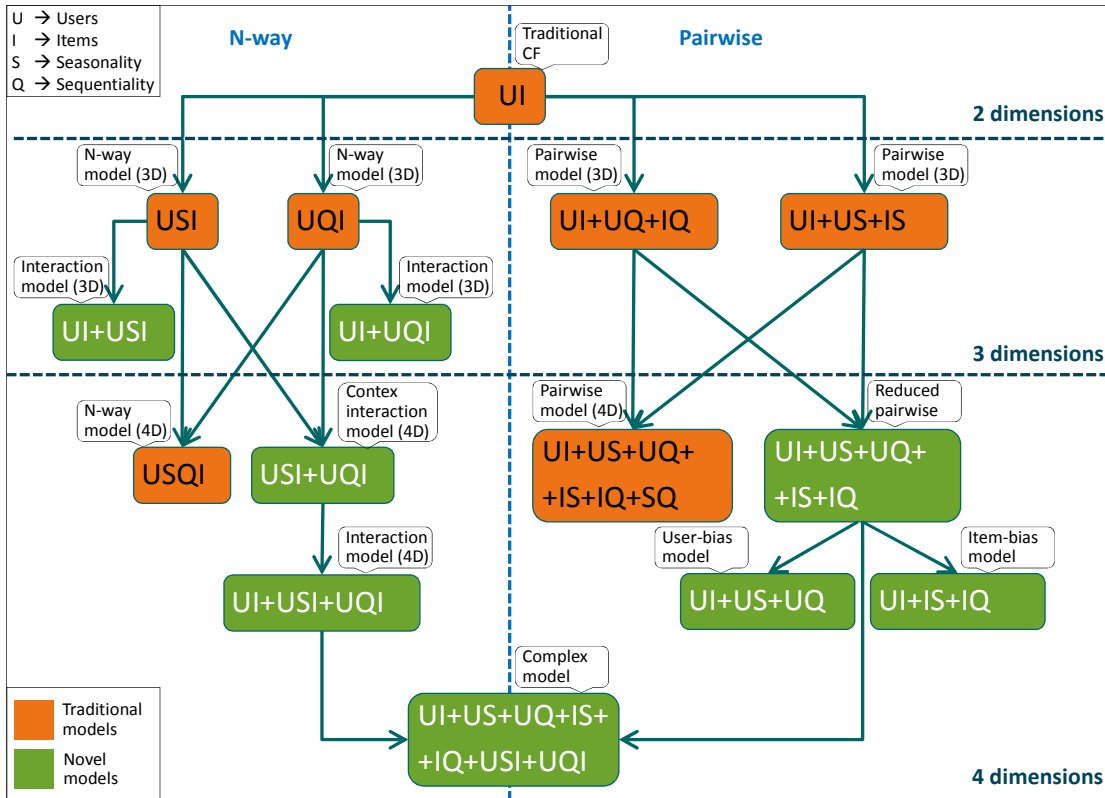 U → Users
I → Items
S → Seasonality
Q → Sequentiality
N-way
Pairwise
Traditional
CF
UI
2 dimensions
N-way
model (3D)
N-way
model (3D)
Pairwise
model (3D)
Pairwise
model (3D)
USI
UQI
UI+UQ+IQ
UI+US+IS
Interaction
model (3D)
Interaction
model (3D)
UI+USI
UI+UQI
3 dimensions
N-way
model (4D)
Contex
interaction
model (4D)
Pairwise
model (4D)
Reduced
pairwise
USQI
USI+UQI
UI+US+UQ+
+IS+IQ+SQ
UI+US+UQ+
+IS+IQ
Interaction
model (4D)
User-bias
model
Item-bias
model
UI+USI+UQI
UI+US+UQ
UI+IS+IQ
Complex
model
UI+US+UQ+IS+
+IQ+USI+UQI
Traditional
models
Novel
models
4 dimensions